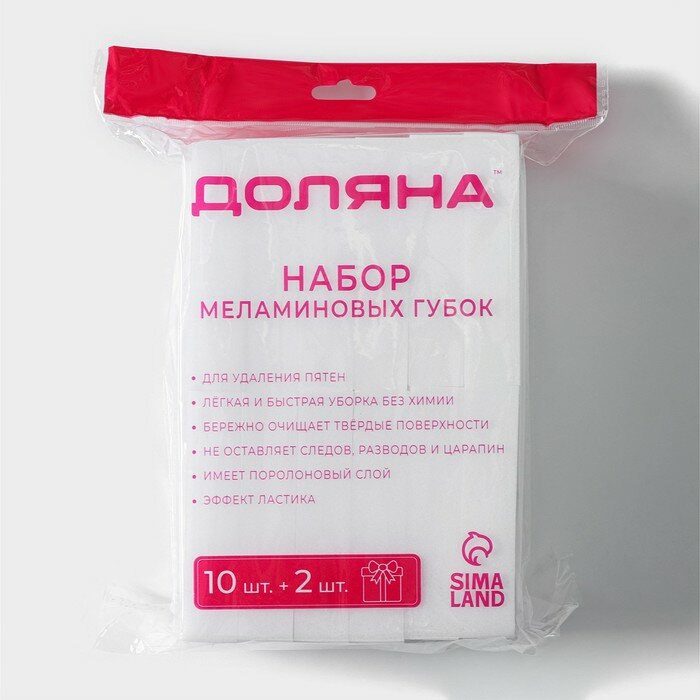 ДОЛЯНА™
НАБОР
МЕЛАМИНОВЫХ ГУБОК
• ДЛЯ УДАЛЕНИЯ ПЯТЕН
• ЛЁГКАЯ И БЫСТРАЯ УБОРКА БЕЗ ХИМИИ
• БЕРЕЖНО ОЧИЩАЕТ ТВЁРДЫЕ ПОВЕРХНОСТИ
• НЕ ОСТАВЛЯЕТ СЛЕДОВ, РАЗВОДОВ И ЦАРАПИН
• ИМЕЕТ ПОРОЛОНОВЫЙ СЛОЙ
• ЭФФЕКТ ЛАСТИКА
10 шт. + 2 шт.
SIMA
LAND